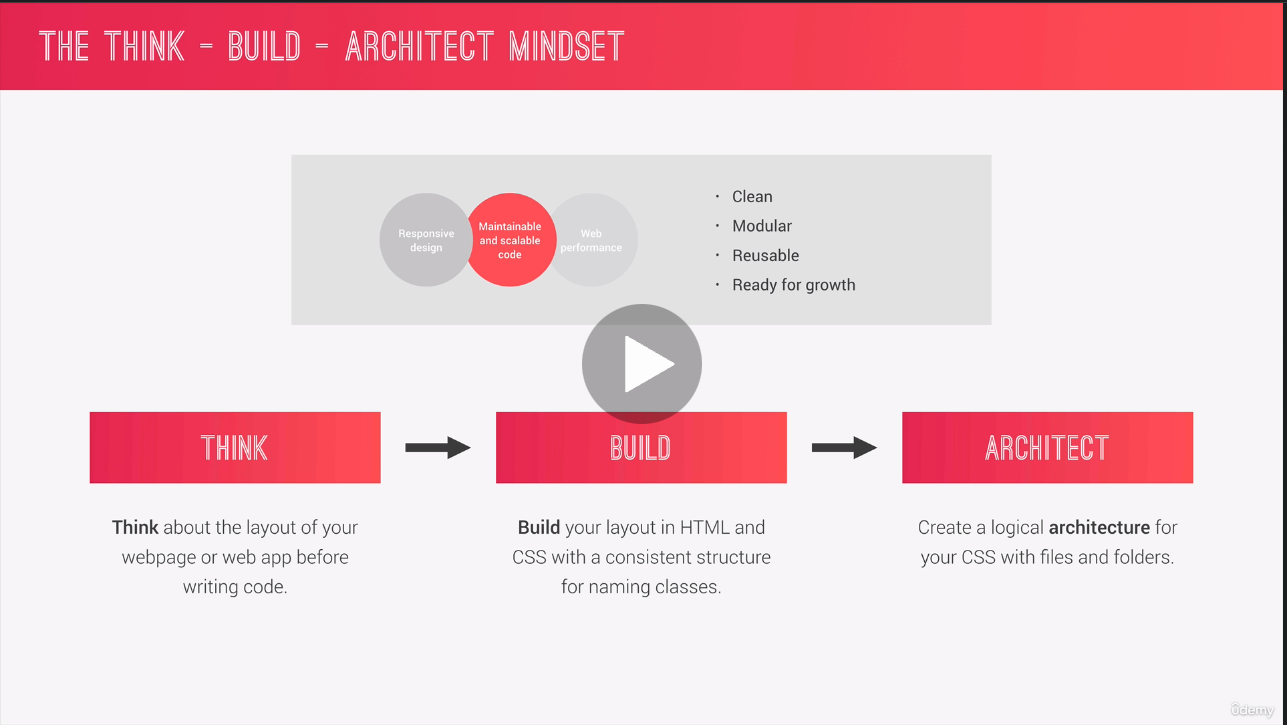 THE THINK – BUILD – ARCHITECT MINDSET
Responsive
design
Maintainable
and scalable
code
Web
performance
· Clean
· Modular
· Reusable
· Ready for growth
THINK
BUILD
ARCHITECT
Think about the layout of your
webpage or web app before
writing code.
Build your layout in HTML and
CSS with a consistent structure
for naming classes.
Create a logical architecture for
your CSS with files and folders.
ûdemy